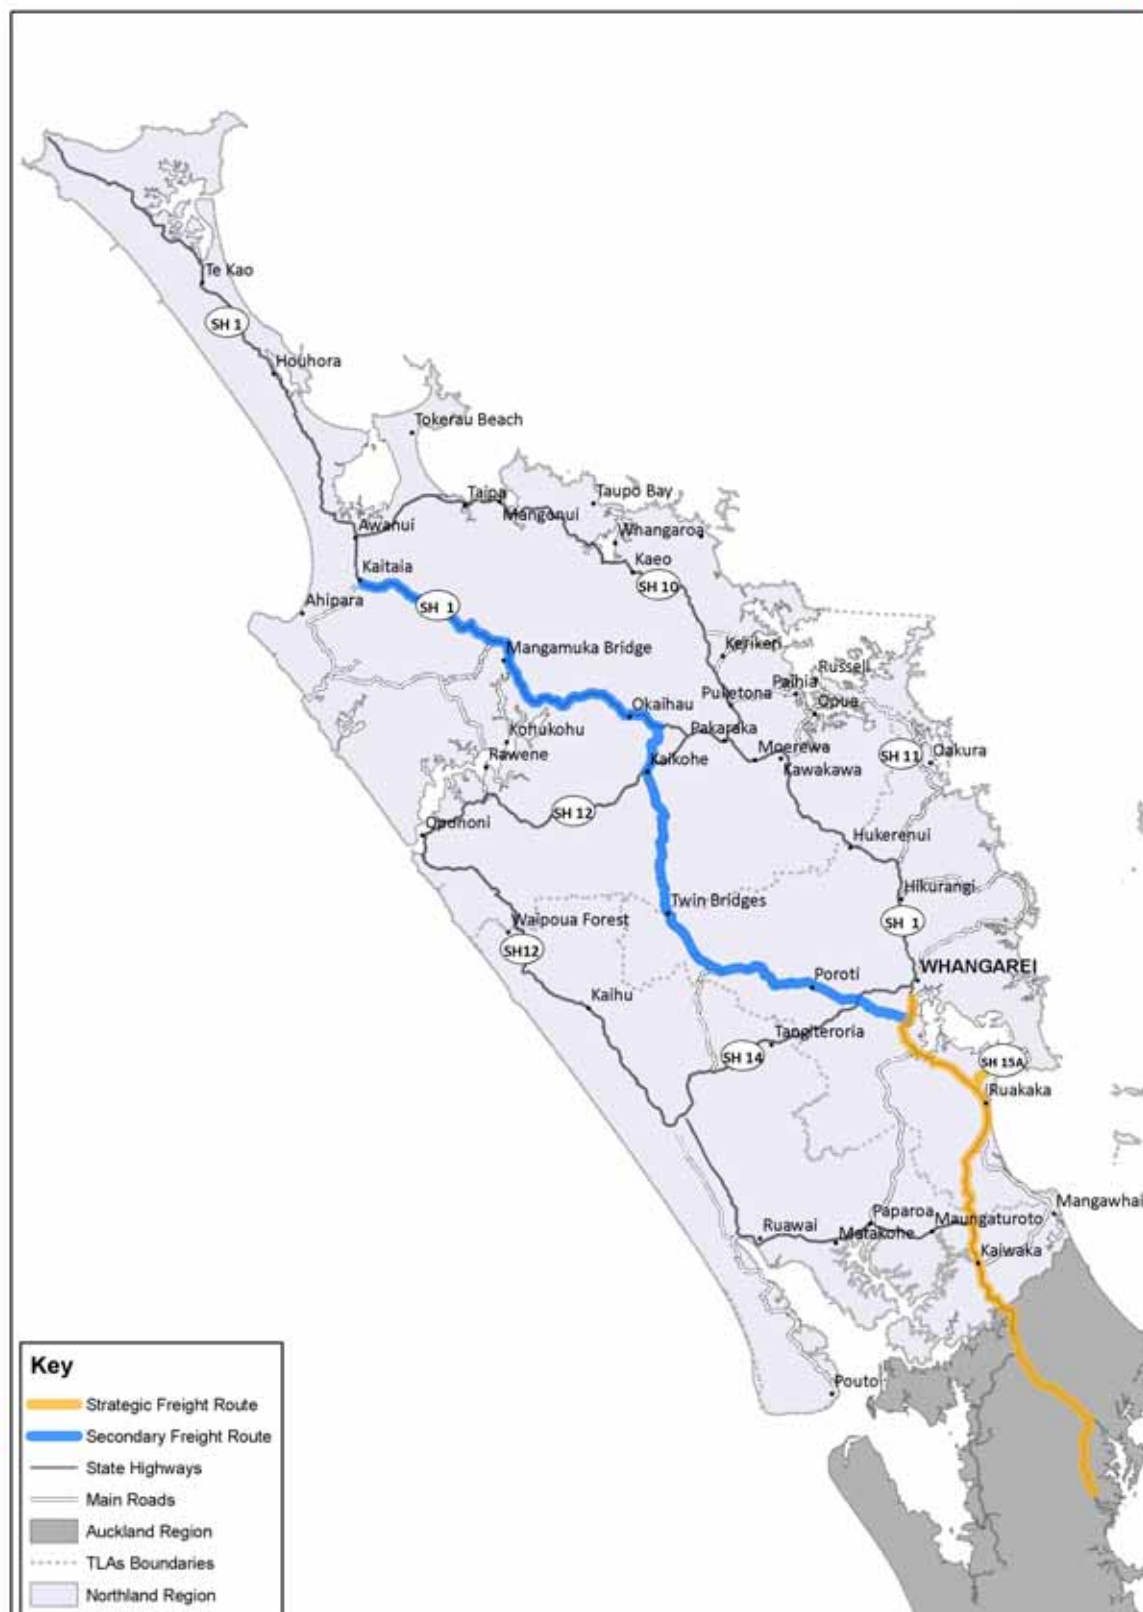 Te Kao
SH 1
Houhora
Tokerau Beach
Taipa
Taupo Bay
Mangonui
Awanui
Whangaroa
Kaitaia
Kaeo
SH 10
Ahipara
SH 1
Mangamuka Bridge
Kerikeri
Russell
Paihia
Puketona
Okaihau
Opua
Kohukohu
Pakaraka
Moerewa
Rawene
Kaikohe
Kawakawa
SH 11
Oakura
SH 12
Opononi
Hukerenui
Hikurangi
Twin Bridges
SH 1
Waipoua Forest
SH12
WHANGAREI
Poroti
Kaihu
Tangiteroria
SH 14
SH 15A
Ruakaka
Mangawhai
Paparoa
Ruawai
Matakohe
Maungaturoto
Kaiwaka
Pouto
Key
Strategic Freight Route
Secondary Freight Route
State Highways
Main Roads
Auckland Region
TLAs Boundaries
Northland Region